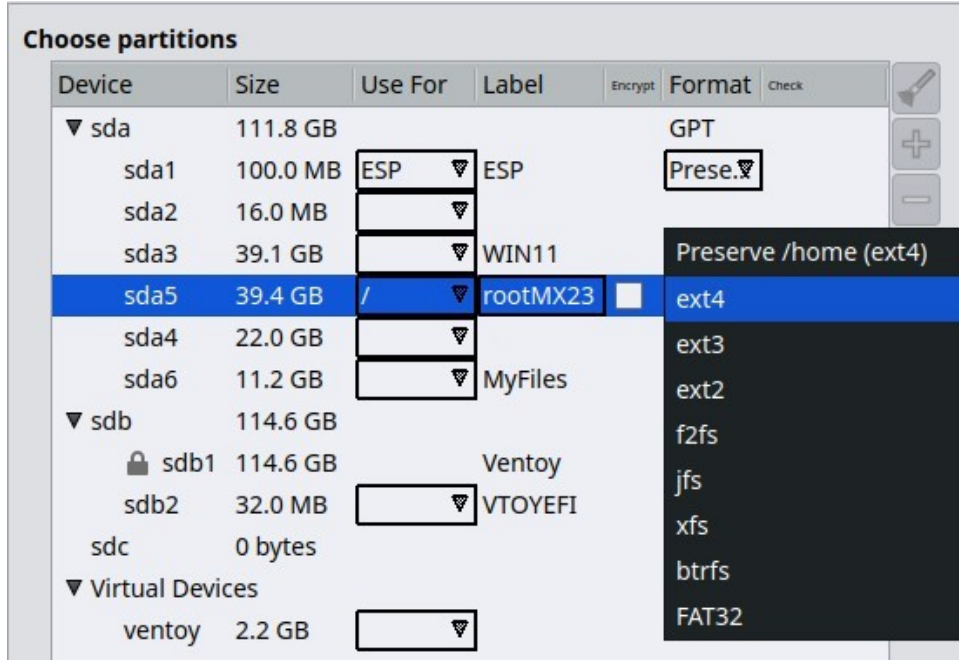 Choose partitions
Device Size Use For Label Encrypt Format Check
sda 111.8 GB GPT
sda1 100.0 MB ESP ESP Prese.
sda2 16.0 MB
sda3 39.1 GB WIN11 Preserve /home (ext4)
sda5 39.4 GB / rootMX23 ext4
sda4 22.0 GB ext3
sda6 11.2 GB MyFiles ext2
sdb 114.6 GB f2fs
sdb1 114.6 GB Ventoy jfs
sdb2 32.0 MB VTOYEFI xfs
sdc 0 bytes btrfs
Virtual Devices FAT32
ventoy 2.2 GB